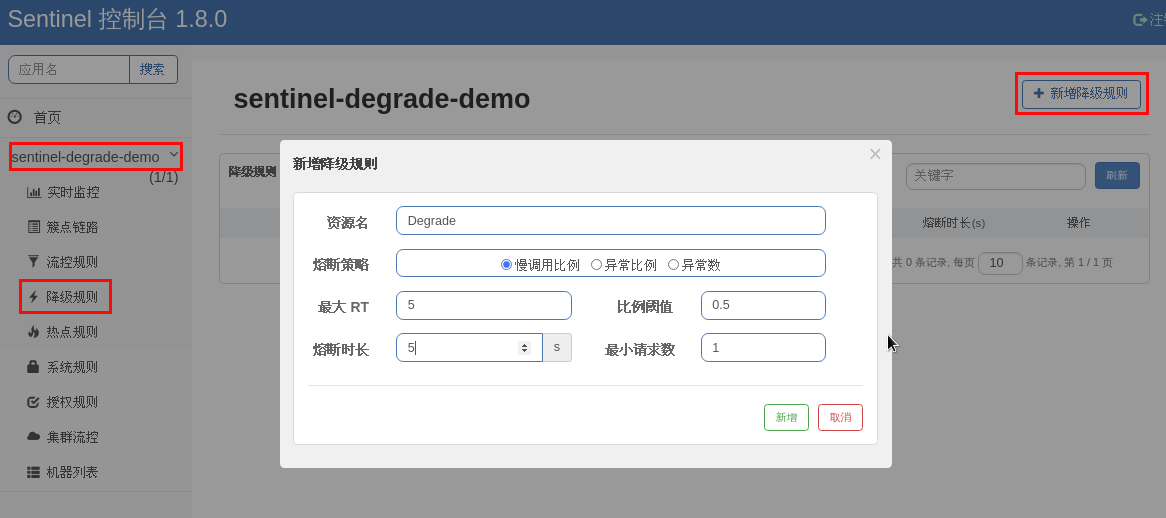 Sentinel 控制台 1.8.0
注
应用名 搜索
首页
sentinel-degrade-demo
(1/1)
实时监控
簇点链路
流控规则
降级规则
热点规则
系统规则
授权规则
集群流控
机器列表
sentinel-degrade-demo
新增降级规则
降级规则
关键字 刷新
熔断时长(s) 操作
共 0 条记录, 每页 10 条记录, 第 1 / 1 页
新增降级规则 ×
资源名 Degrade
熔断策略 慢调用比例 异常比例 异常数
最大 RT 5 比例阈值 0.5
熔断时长 5 s 最小请求数 1
新增 取消